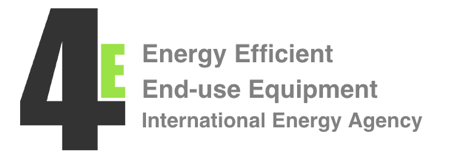 4E
Energy Efficient
End-use Equipment
International Energy Agency